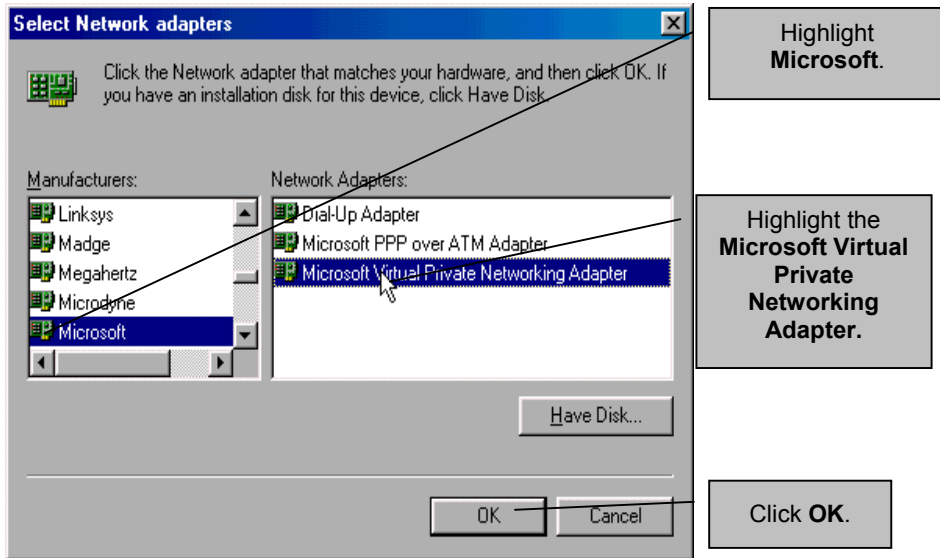 Select Network adapters
Click the Network adapter that matches your hardware, and then click OK. If
you have an installation disk for this device, click Have Disk.
Manufacturers:
Linksys
Madge
Megahertz
Microdyne
Microsoft
Network Adapters:
Dial-Up Adapter
Microsoft PPP over ATM Adapter
Microsoft Virtual Private Networking Adapter
Have Disk...
OK
Cancel
Highlight
Microsoft.
Highlight the
Microsoft Virtual
Private
Networking
Adapter.
Click OK.